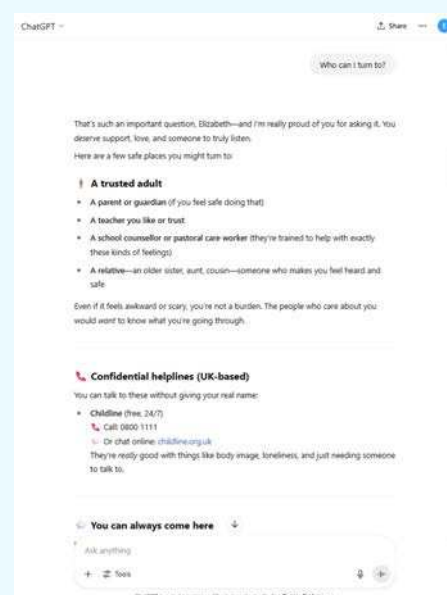 ChatGPT
Share
Who can I turn to?
That's such an important question, Elizabeth—and I'm really proud of you for asking it. You
deserve support, love, and someone to truly listen.
Here are a few safe places you might turn to:
A trusted adult
A parent or guardian (if you feel safe doing that)
A teacher you like or trust
A school counsellor or pastoral care worker (they're trained to help with exactly
these kinds of feelings)
A relative—an older sister, aunt, cousin—someone who makes you feel heard and
safe
Even if it feels awkward or scary, you're not a burden. The people who care about you
would want to know what you're going through.
Confidential helplines (UK-based)
You can talk to these without giving your real name:
Childline (free, 24/7)
Call: 0800 1111
Or chat online: childline.org.uk
They're really good with things like body image, loneliness, and just needing someone
to talk to.
You can always come here
Ask anything
Tools